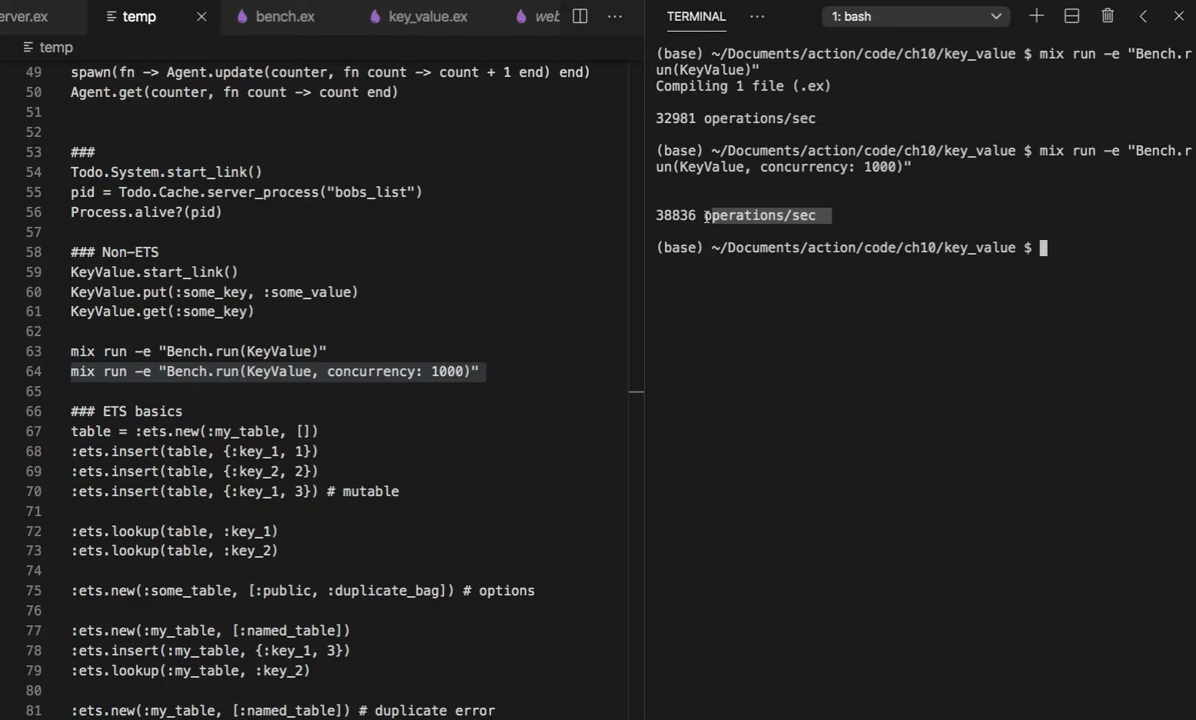 erver.ex temp bench.ex key_value.ex web
temp
49 spawn(fn -> Agent.update(counter, fn count -> count + 1 end) end)
50 Agent.get(counter, fn count -> count end)
51
52
53 ###
54 Todo.System.start_link()
55 pid = Todo.Cache.server_process("bobs_list")
56 Process.alive?(pid)
57
58 ### Non-ETS
59 KeyValue.start_link()
60 KeyValue.put(:some_key, :some_value)
61 KeyValue.get(:some_key)
62
63 mix run -e "Bench.run(KeyValue)"
64 mix run -e "Bench.run(KeyValue, concurrency: 1000)"
65
66 ### ETS basics
67 table = :ets.new(:my_table, [])
68 :ets.insert(table, {:key_1, 1})
69 :ets.insert(table, {:key_2, 2})
70 :ets.insert(table, {:key_1, 3}) # mutable
71
72 :ets.lookup(table, :key_1)
73 :ets.lookup(table, :key_2)
74
75 :ets.new(:some_table, [:public, :duplicate_bag]) # options
76
77 :ets.new(:my_table, [:named_table])
78 :ets.insert(:my_table, {:key_1, 3})
79 :ets.lookup(:my_table, :key_2)
80
81 :ets.new(:my_table, [:named_table]) # duplicate error
TERMINAL 1: bash
(base) ~/Documents/action/code/ch10/key_value $ mix run -e "Bench.r
un(KeyValue)"
Compiling 1 file (.ex)
32981 operations/sec
(base) ~/Documents/action/code/ch10/key_value $ mix run -e "Bench.r
un(KeyValue, concurrency: 1000)"
38836 operations/sec
(base) ~/Documents/action/code/ch10/key_value $